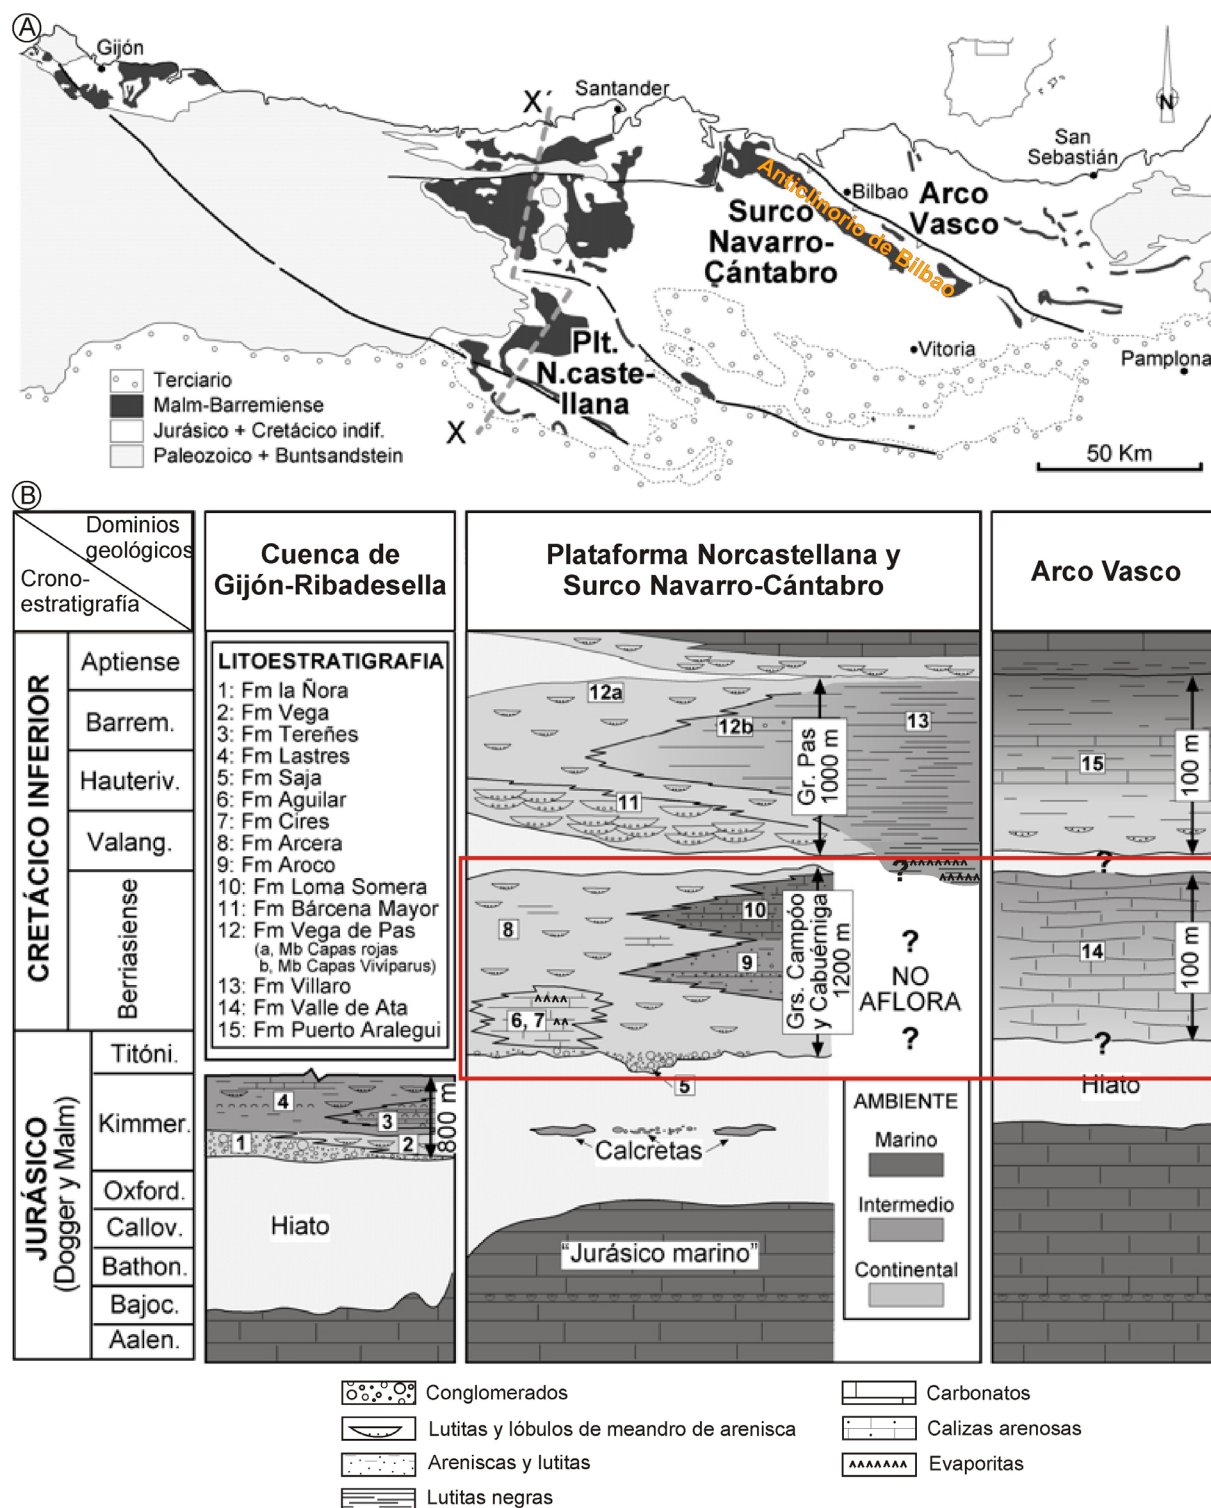 A
Gijón
X´
Santander
N
San
Sebastián
Bilbao
Arco
Vasco
Anticlinorio de Bilbao
Surco
Navarro-
Cántabro
Vitoria
Pamplona
Plt.
N.caste-
llana
X
Terciario
Malm-Barremiense
Jurásico + Cretácico indif.
Paleozoico + Buntsandstein
50 Km
B
Dominios
geológicos
Crono-
estratigrafía
Cuenca de
Gijón-Ribadesella
Plataforma Norcastellana y
Surco Navarro-Cántabro
Arco Vasco
CRETÁCICO INFERIOR
Aptiense
Barrem.
Hauteriv.
Valang.
Berriasiense
JURÁSICO
(Dogger y Malm)
Titóni.
Kimmer.
Oxford.
Callov.
Bathon.
Bajoc.
Aalen.
LITOESTRATIGRAFIA
1: Fm la Ñora
2: Fm Vega
3: Fm Tereñes
4: Fm Lastres
5: Fm Saja
6: Fm Aguilar
7: Fm Cires
8: Fm Arcera
9: Fm Aroco
10: Fm Loma Somera
11: Fm Bárcena Mayor
12: Fm Vega de Pas
(a, Mb Capas rojas
b, Mb Capas Vivíparus)
13: Fm Villaro
14: Fm Valle de Ata
15: Fm Puerto Aralegui
4
3
1
2
800 m
Hiato
12a
12b
13
11
Gr. Pas
1000 m
?
8
10
9
6, 7
Grs. Campóo
y Cabuérniga
1200 m
?
NO
AFLORA
?
5
Calcretas
“Jurásico marino”
AMBIENTE
Marino
Intermedio
Continental
15
100 m
?
14
100 m
?
Hiato
Conglomerados
Lutitas y lóbulos de meandro de arenisca
Areniscas y lutitas
Lutitas negras
Carbonatos
Calizas arenosas
Evaporitas